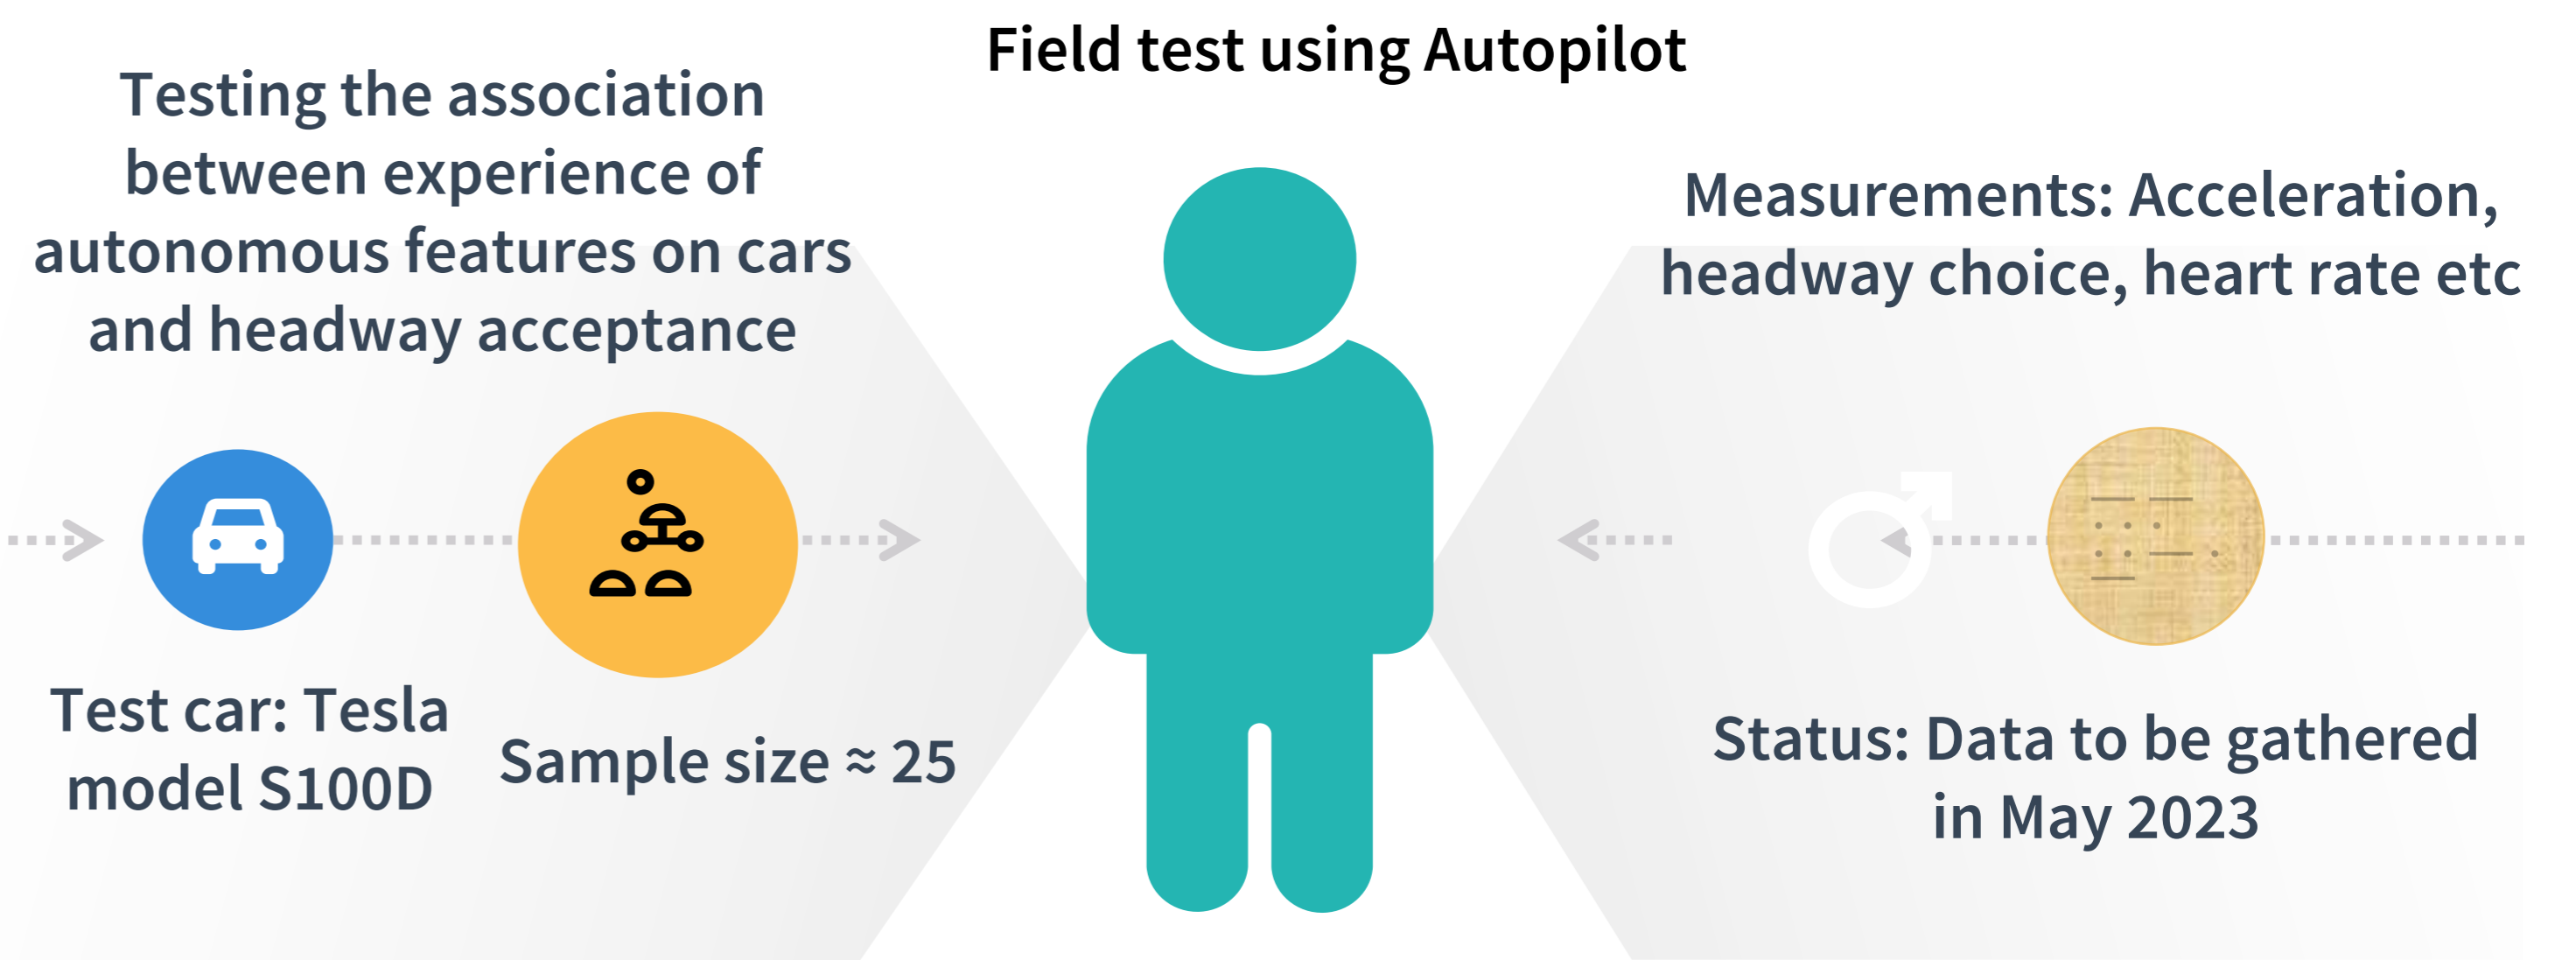 Field test using Autopilot
Testing the association
between experience of
autonomous features on cars
and headway acceptance
Measurements: Acceleration,
headway choice, heart rate etc
Test car: Tesla
model S100D
Sample size ≈ 25
Status: Data to be gathered
in May 2023